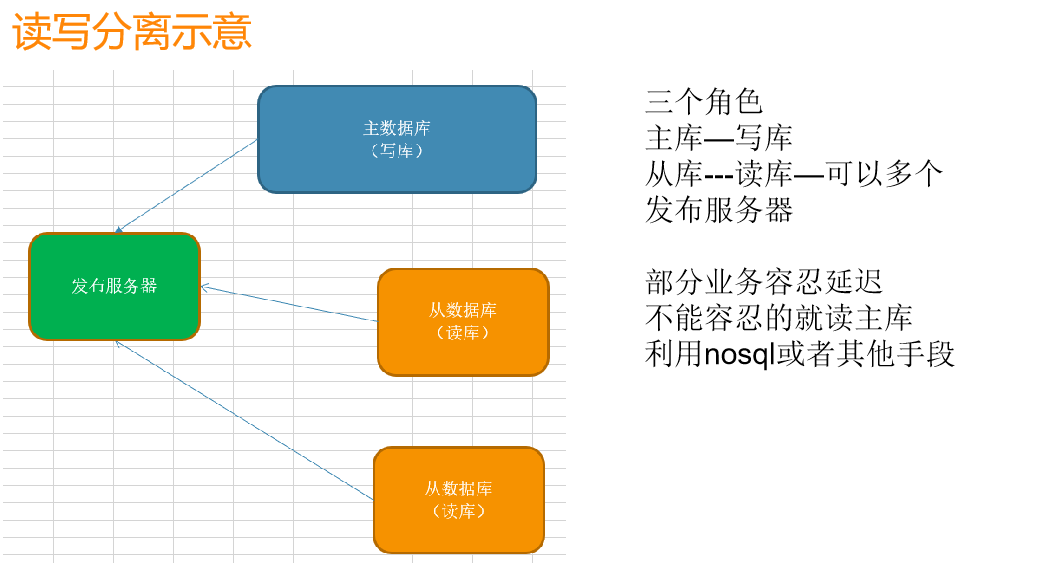 读写分离示意
主数据库
（写库）
发布服务器
从数据库
（读库）
从数据库
（读库）
三个角色
主库—写库
从库---读库—可以多个
发布服务器
部分业务容忍延迟
不能容忍的就读主库
利用nosql或者其他手段